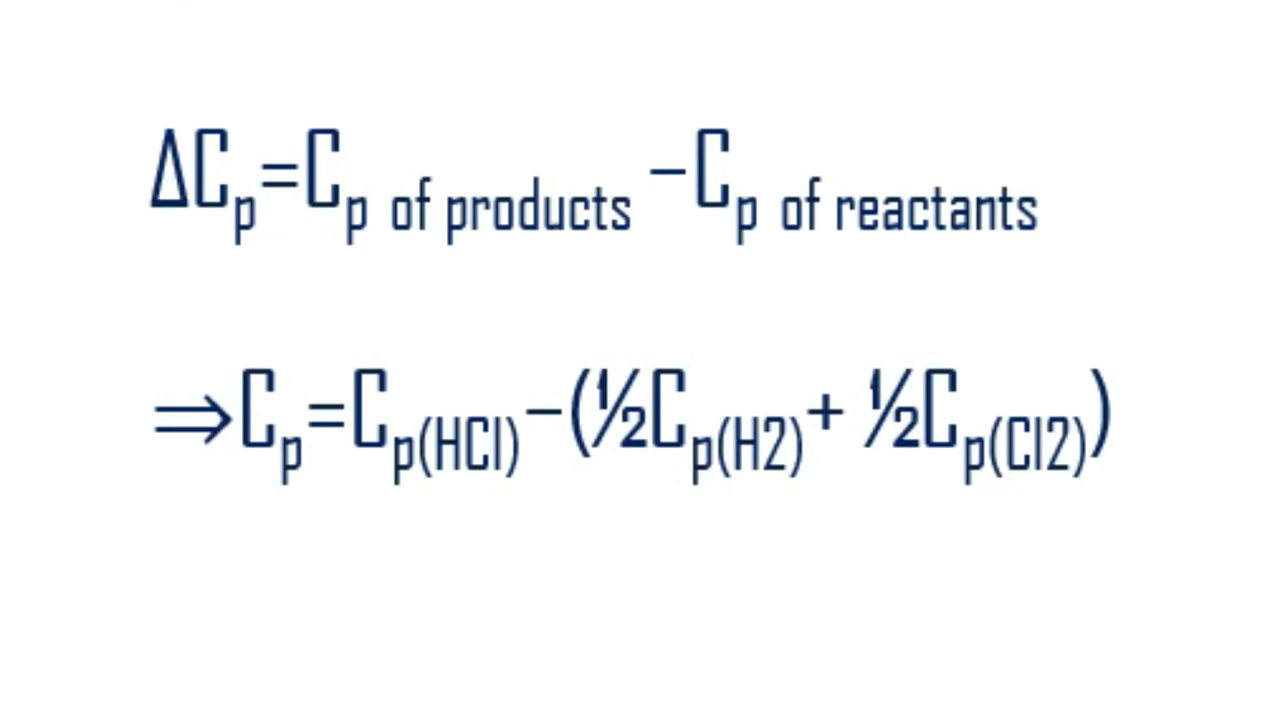 ΔCp=Cp of products −Cp of reactants
⇒Cp=Cp(HCl)−(½Cp(H2)+ ½Cp(Cl2))